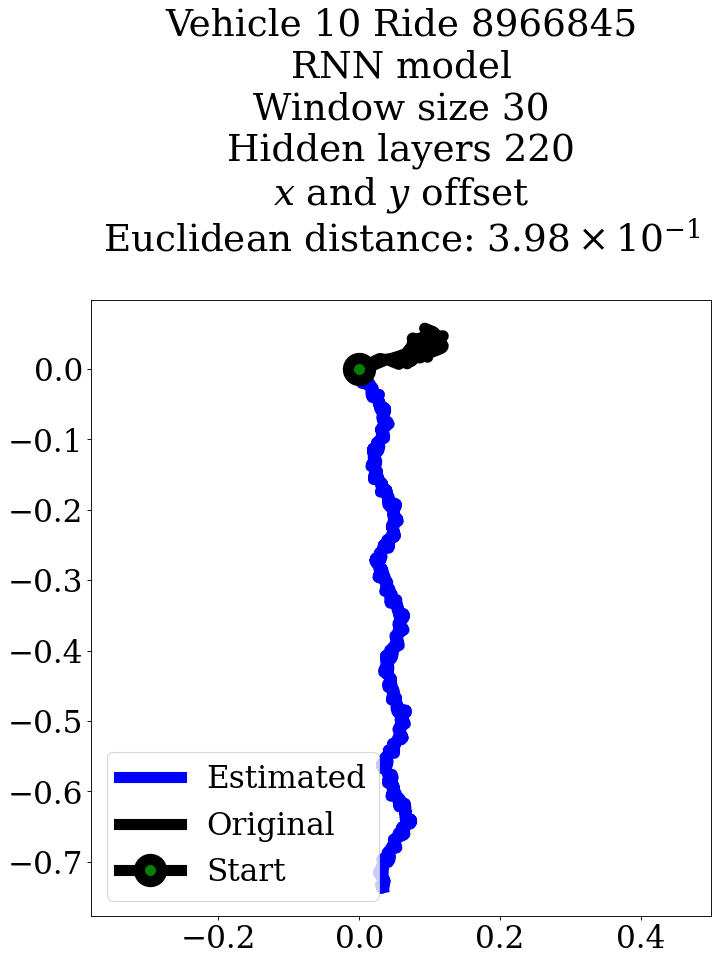 Vehicle 10 Ride 8966845
RNN model
Window size 30
Hidden layers 220
x and y offset
Euclidean distance: 3.98 × 10⁻¹
0.0
−0.1
−0.2
−0.3
−0.4
−0.5
−0.6
−0.7
Estimated
Original
Start
−0.2 0.0 0.2 0.4